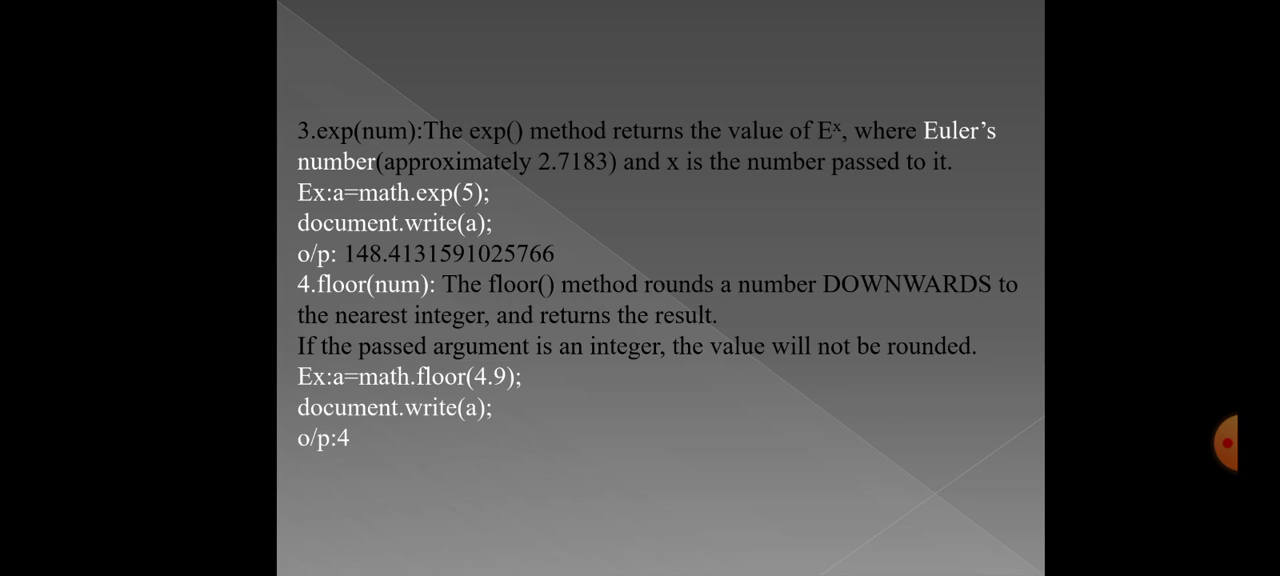 3.exp(num):The exp() method returns the value of Eˣ, where Euler’s
number(approximately 2.7183) and x is the number passed to it.
Ex:a=math.exp(5);
document.write(a);
o/p: 148.4131591025766
4.floor(num): The floor() method rounds a number DOWNWARDS to
the nearest integer, and returns the result.
If the passed argument is an integer, the value will not be rounded.
Ex:a=math.floor(4.9);
document.write(a);
o/p:4